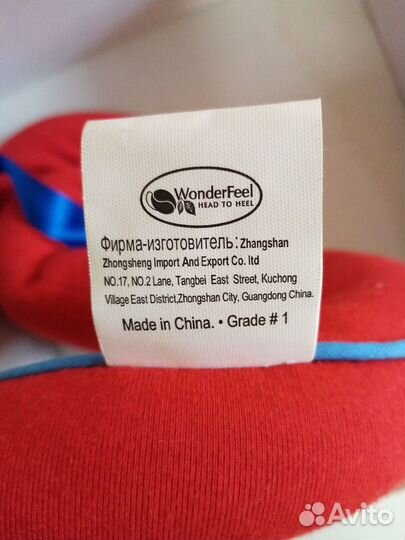 WonderFeel
HEAD TO HEEL
Фирма-изготовитель: Zhangshan
Zhongsheng Import And Export Co. ltd
NO.17, NO.2 Lane, Tangbei East Street, Kuchong
Village East District, Zhongshan City, Guangdong China.
Made in China. • Grade # 1
Avito